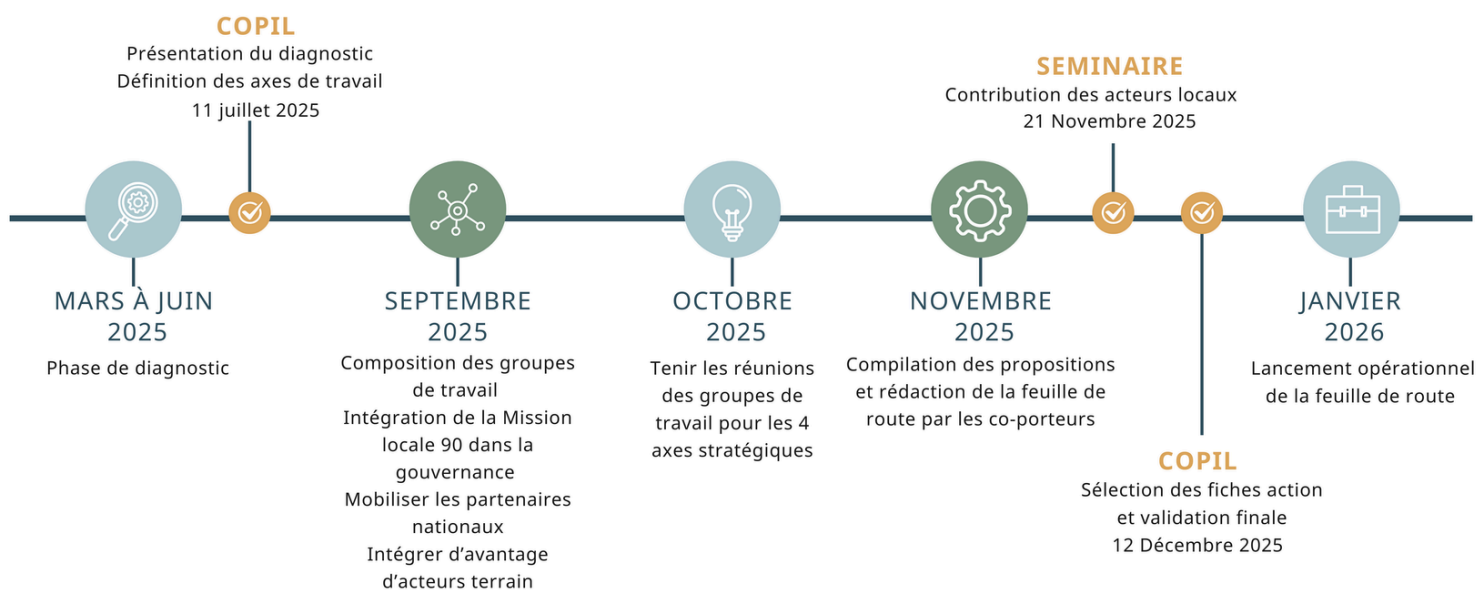 COPIL
Présentation du diagnostic
Définition des axes de travail
11 juillet 2025
SEMINAIRE
Contribution des acteurs locaux
21 Novembre 2025
MARS À JUIN
2025
Phase de diagnostic
SEPTEMBRE
2025
Composition des groupes
de travail
Intégration de la Mission
locale 90 dans la
gouvernance
Mobiliser les partenaires
nationaux
Intégrer d’avantage
d’acteurs terrain
OCTOBRE
2025
Tenir les réunions
des groupes de
travail pour les 4
axes stratégiques
NOVEMBRE
2025
Compilation des propositions
et rédaction de la feuille de
route par les co-porteurs
COPIL
Sélection des fiches action
et validation finale
12 Décembre 2025
JANVIER
2026
Lancement opérationnel
de la feuille de route